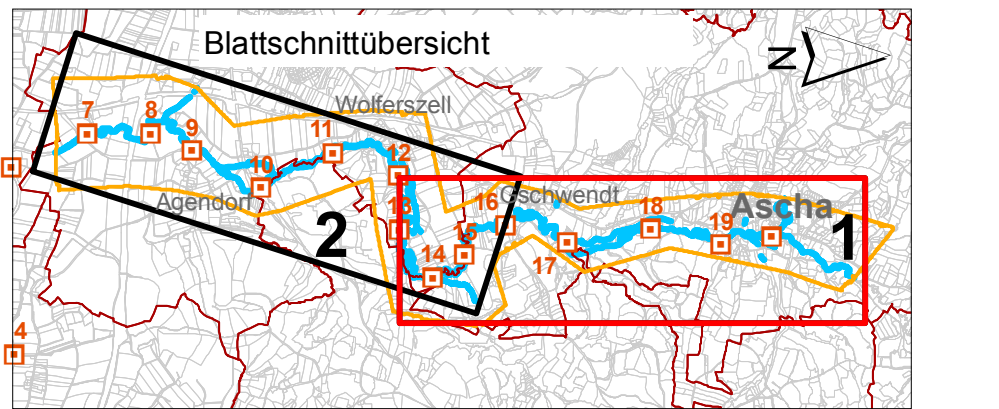 Blattschnittübersicht
N
Wolferszell
7
8
9
10
11
12
Agendorf
2
13
14
15
16
Gschwendt
17
18
19
Ascha
1
4